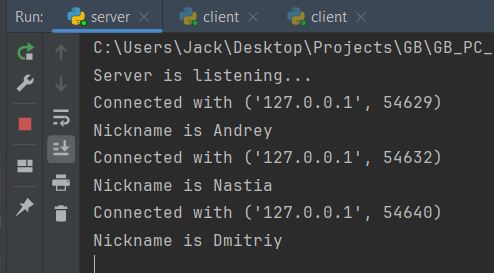 Run: server × client × client ×
C:\Users\Jack\Desktop\Projects\GB\GB_PC_
Server is listening...
Connected with ('127.0.0.1', 54629)
Nickname is Andrey
Connected with ('127.0.0.1', 54632)
Nickname is Nastia
Connected with ('127.0.0.1', 54640)
Nickname is Dmitriy